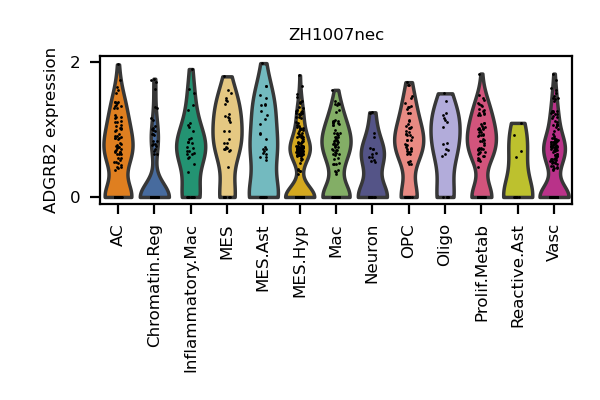 ZH1007nec
ADGRB2 expression
2
0
AC
Chromatin.Reg
Inflammatory.Mac
MES
MES.Ast
MES.Hyp
Mac
Neuron
OPC
Oligo
Prolif.Metab
Reactive.Ast
Vasc